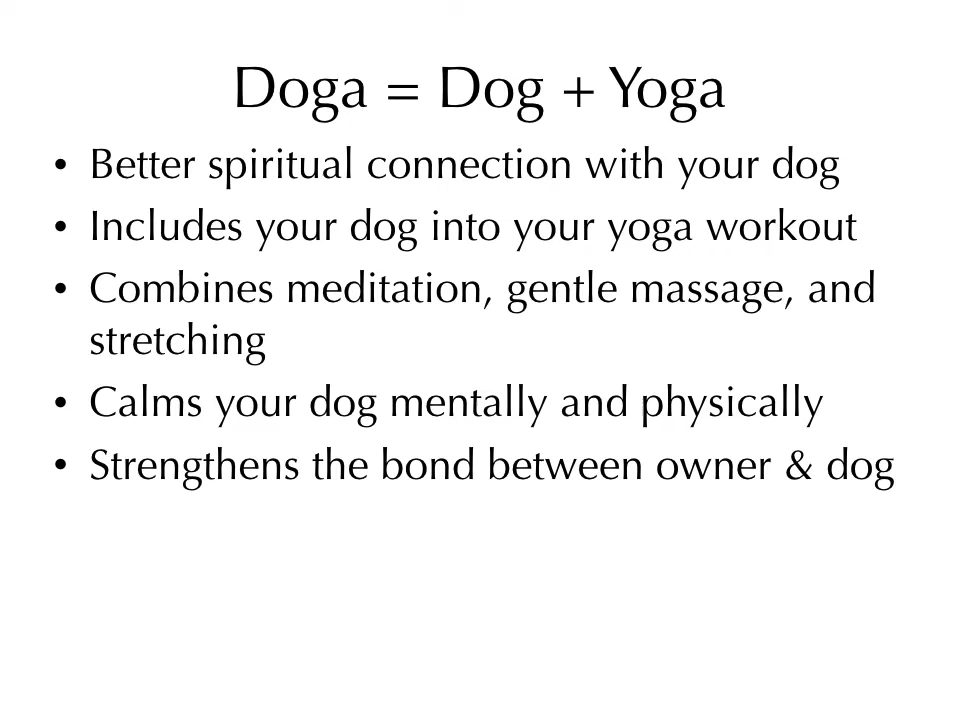 Doga = Dog + Yoga
• Better spiritual connection with your dog
• Includes your dog into your yoga workout
• Combines meditation, gentle massage, and
stretching
• Calms your dog mentally and physically
• Strengthens the bond between owner & dog